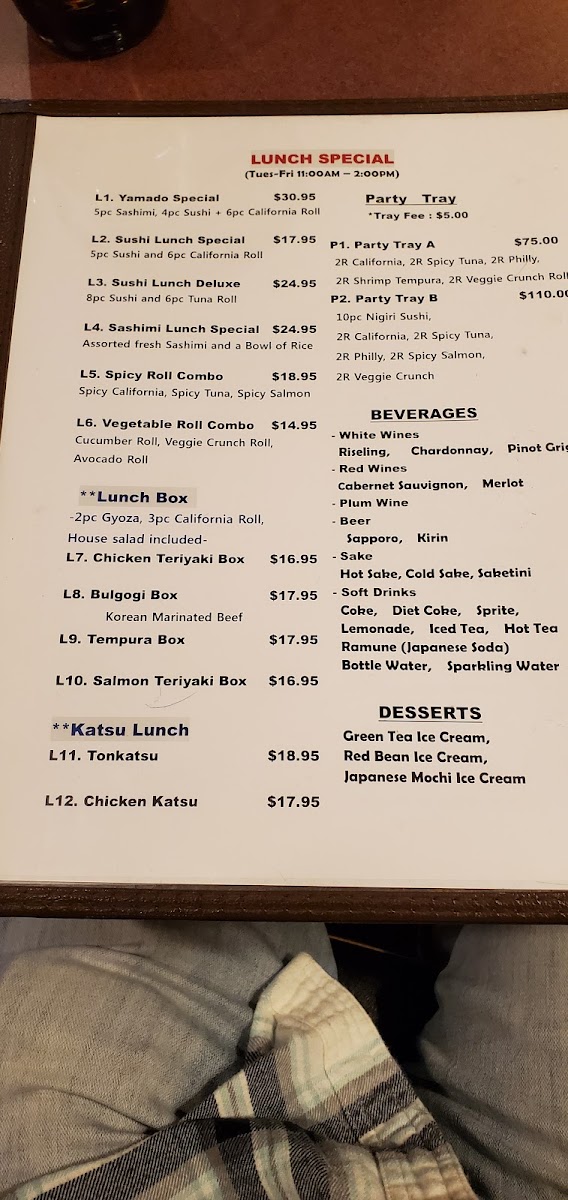 LUNCH SPECIAL
(Tues-Fri 11:00AM – 2:00PM)
L1. Yamado Special $30.95
5pc Sashimi, 4pc Sushi + 6pc California Roll
L2. Sushi Lunch Special $17.95
5pc Sushi and 6pc California Roll
L3. Sushi Lunch Deluxe $24.95
8pc Sushi and 6pc Tuna Roll
L4. Sashimi Lunch Special $24.95
Assorted fresh Sashimi and a Bowl of Rice
L5. Spicy Roll Combo $18.95
Spicy California, Spicy Tuna, Spicy Salmon
L6. Vegetable Roll Combo $14.95
Cucumber Roll, Veggie Crunch Roll,
Avocado Roll
**Lunch Box
-2pc Gyoza, 3pc California Roll,
House salad included-
L7. Chicken Teriyaki Box $16.95
L8. Bulgogi Box $17.95
Korean Marinated Beef
L9. Tempura Box $17.95
L10. Salmon Teriyaki Box $16.95
**Katsu Lunch
L11. Tonkatsu $18.95
L12. Chicken Katsu $17.95
Party Tray
*Tray Fee : $5.00
P1. Party Tray A $75.00
2R California, 2R Spicy Tuna, 2R Philly,
2R Shrimp Tempura, 2R Veggie Crunch Roll
P2. Party Tray B $110.00
10pc Nigiri Sushi,
2R California, 2R Spicy Tuna,
2R Philly, 2R Spicy Salmon,
2R Veggie Crunch
BEVERAGES
- White Wines
Riseling, Chardonnay, Pinot Grig
- Red Wines
Cabernet Sauvignon, Merlot
- Plum Wine
- Beer
Sapporo, Kirin
- Sake
Hot Sake, Cold Sake, Saketini
- Soft Drinks
Coke, Diet Coke, Sprite,
Lemonade, Iced Tea, Hot Tea
Ramune (Japanese Soda)
Bottle Water, Sparkling Water
DESSERTS
Green Tea Ice Cream,
Red Bean Ice Cream,
Japanese Mochi Ice Cream